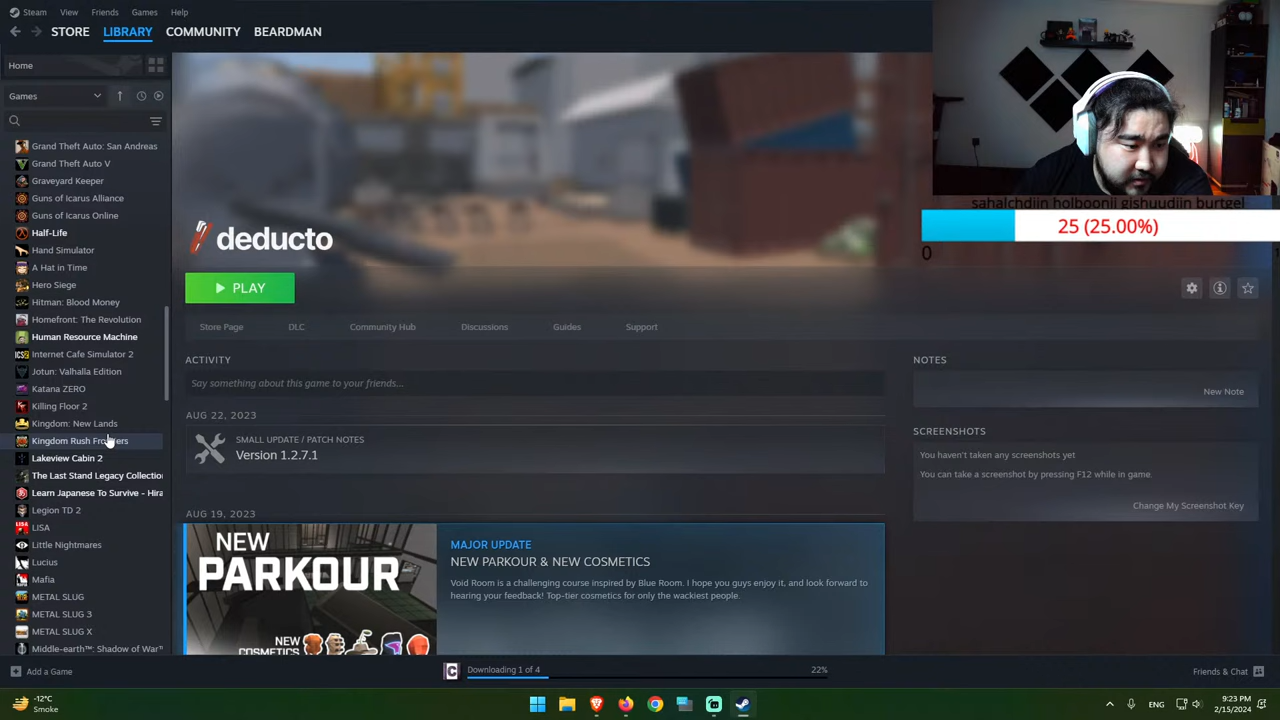 Steam View Friends Games Help
STORE LIBRARY COMMUNITY BEARDMAN
Home
Games
Grand Theft Auto: San Andreas
Grand Theft Auto V
Graveyard Keeper
Guns of Icarus Alliance
Guns of Icarus Online
Half-Life
Hand Simulator
A Hat in Time
Hero Siege
Hitman: Blood Money
Homefront: The Revolution
Human Resource Machine
Internet Cafe Simulator 2
Jotun: Valhalla Edition
Katana ZERO
Killing Floor 2
Kingdom: New Lands
Kingdom Rush Frontiers
Lakeview Cabin 2
The Last Stand Legacy Collectio
Learn Japanese To Survive - Hira
Legion TD 2
LISA
Little Nightmares
Lucius
Mafia
METAL SLUG
METAL SLUG 3
METAL SLUG X
Middle-earth™: Shadow of War™
Add a Game
deducto
PLAY
Store Page DLC Community Hub Discussions Guides Support
ACTIVITY
Say something about this game to your friends...
AUG 22, 2023
SMALL UPDATE / PATCH NOTES
Version 1.2.7.1
AUG 19, 2023
NEW
PARKOUR
NEW
COSMETICS
MAJOR UPDATE
NEW PARKOUR & NEW COSMETICS
Void Room is a challenging course inspired by Blue Room. I hope you guys enjoy it, and look forward to
hearing your feedback! Top-tier cosmetics for only the wackiest people.
NOTES
New Note
SCREENSHOTS
You haven't taken any screenshots yet
You can take a screenshot by pressing F12 while in game.
Change My Screenshot Key
sahalchdiin holboonii gishuudiin burtgel
25 (25.00%)
0
Downloading 1 of 4 22%
Friends & Chat
-12°C
Smoke
ENG
9:23 PM
2/15/2024